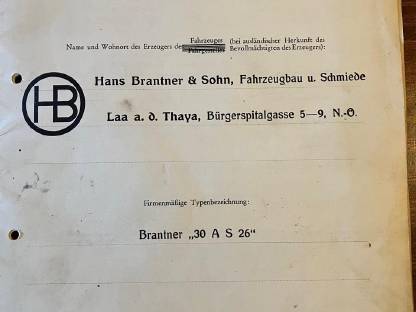 Name und Wohnort des Erzeugers des Fahrzeuges (bei ausländischer Herkunft des
Bevollmächtigten des Erzeugers):
HB
Hans Brantner & Sohn, Fahrzeugbau u. Schmiede
Laa a. d. Thaya, Bürgerspitalgasse 5—9, N.-Ö.
Firmenmäßige Typenbezeichnung:
Brantner „30 A S 26“